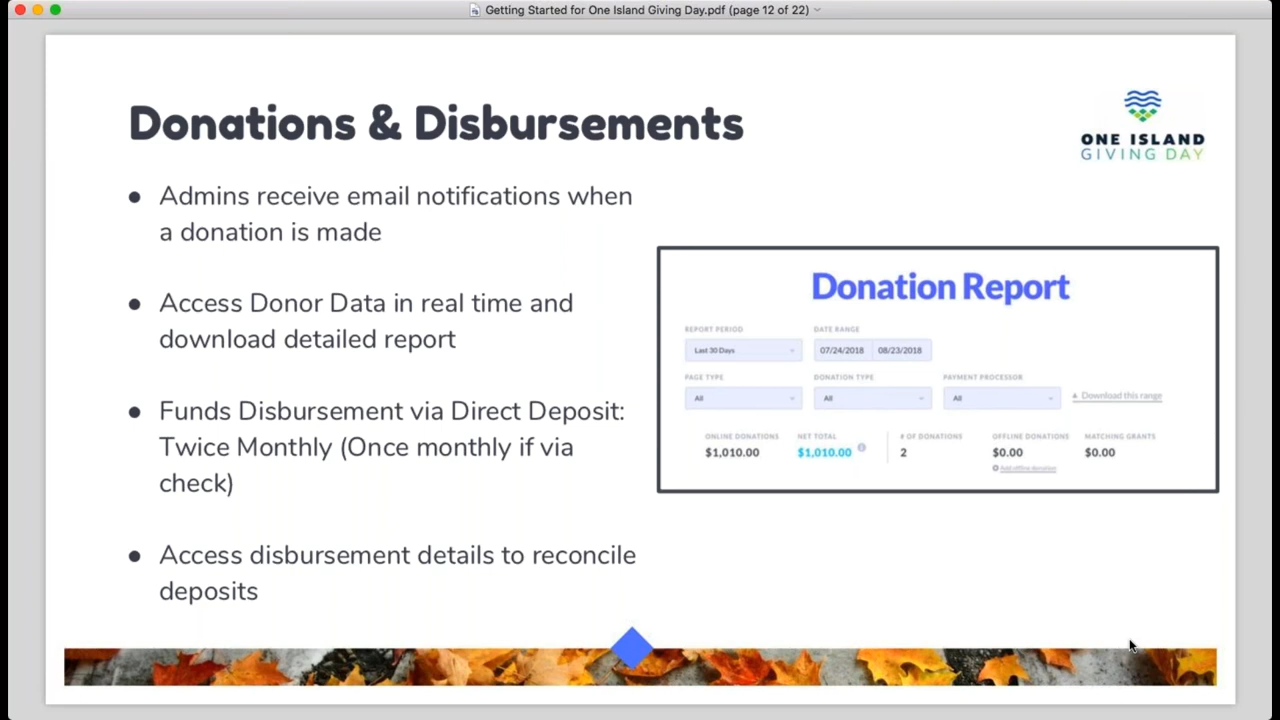 Getting Started for One Island Giving Day.pdf (page 12 of 22)
Donations & Disbursements
ONE ISLAND
GIVING DAY
● Admins receive email notifications when
a donation is made
● Access Donor Data in real time and
download detailed report
● Funds Disbursement via Direct Deposit:
Twice Monthly (Once monthly if via
check)
● Access disbursement details to reconcile
deposits
Donation Report
REPORT PERIOD DATE RANGE
Last 30 Days 07/24/2018 08/23/2018
PAGE TYPE DONATION TYPE PAYMENT PROCESSOR
All All All Download this range
ONLINE DONATIONS NET TOTAL # OF DONATIONS OFFLINE DONATIONS MATCHING GRANTS
$1,010.00 $1,010.00 2 $0.00 $0.00
Add offline donation